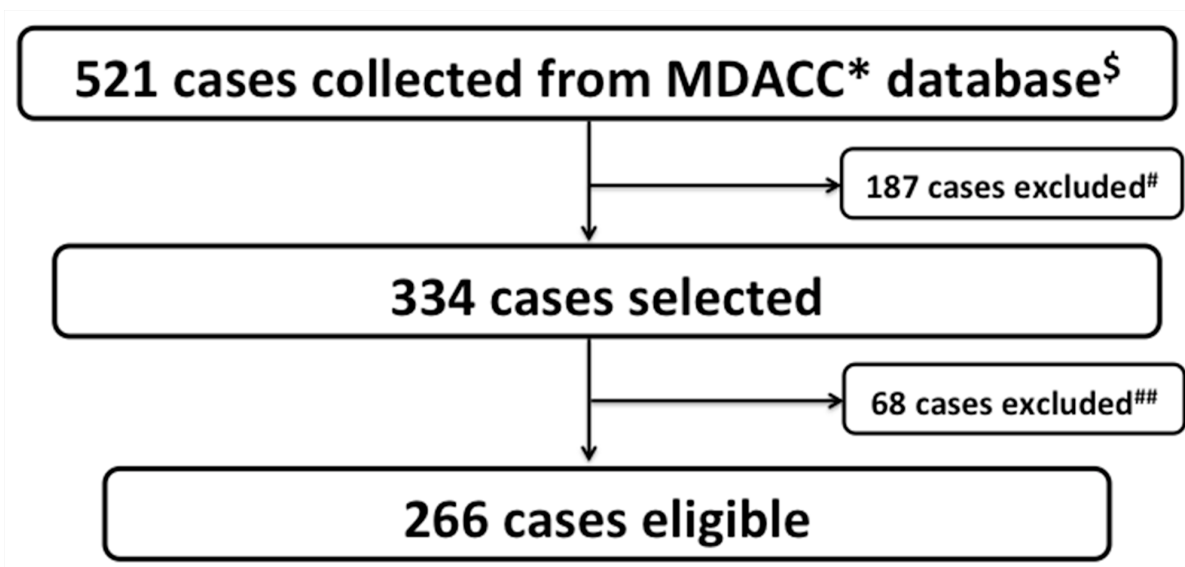 521 cases collected from MDACC* database$
187 cases excluded#
334 cases selected
68 cases excluded##
266 cases eligible